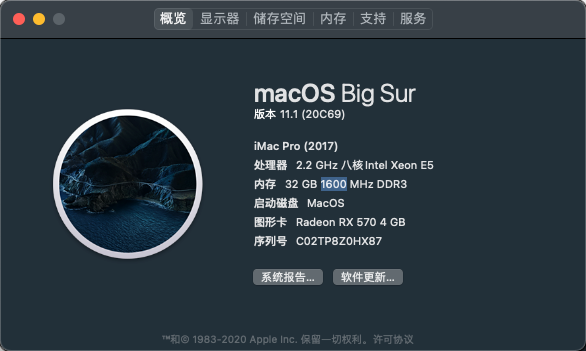 概览 显示器 储存空间 内存 支持 服务
macOS Big Sur
版本 11.1 (20C69)
iMac Pro (2017)
处理器 2.2 GHz 八核Intel Xeon E5
内存 32 GB 1600 MHz DDR3
启动磁盘 MacOS
图形卡 Radeon RX 570 4 GB
序列号 C02TP8Z0HX87
系统报告... 软件更新...
™和© 1983-2020 Apple Inc. 保留一切权利。许可协议